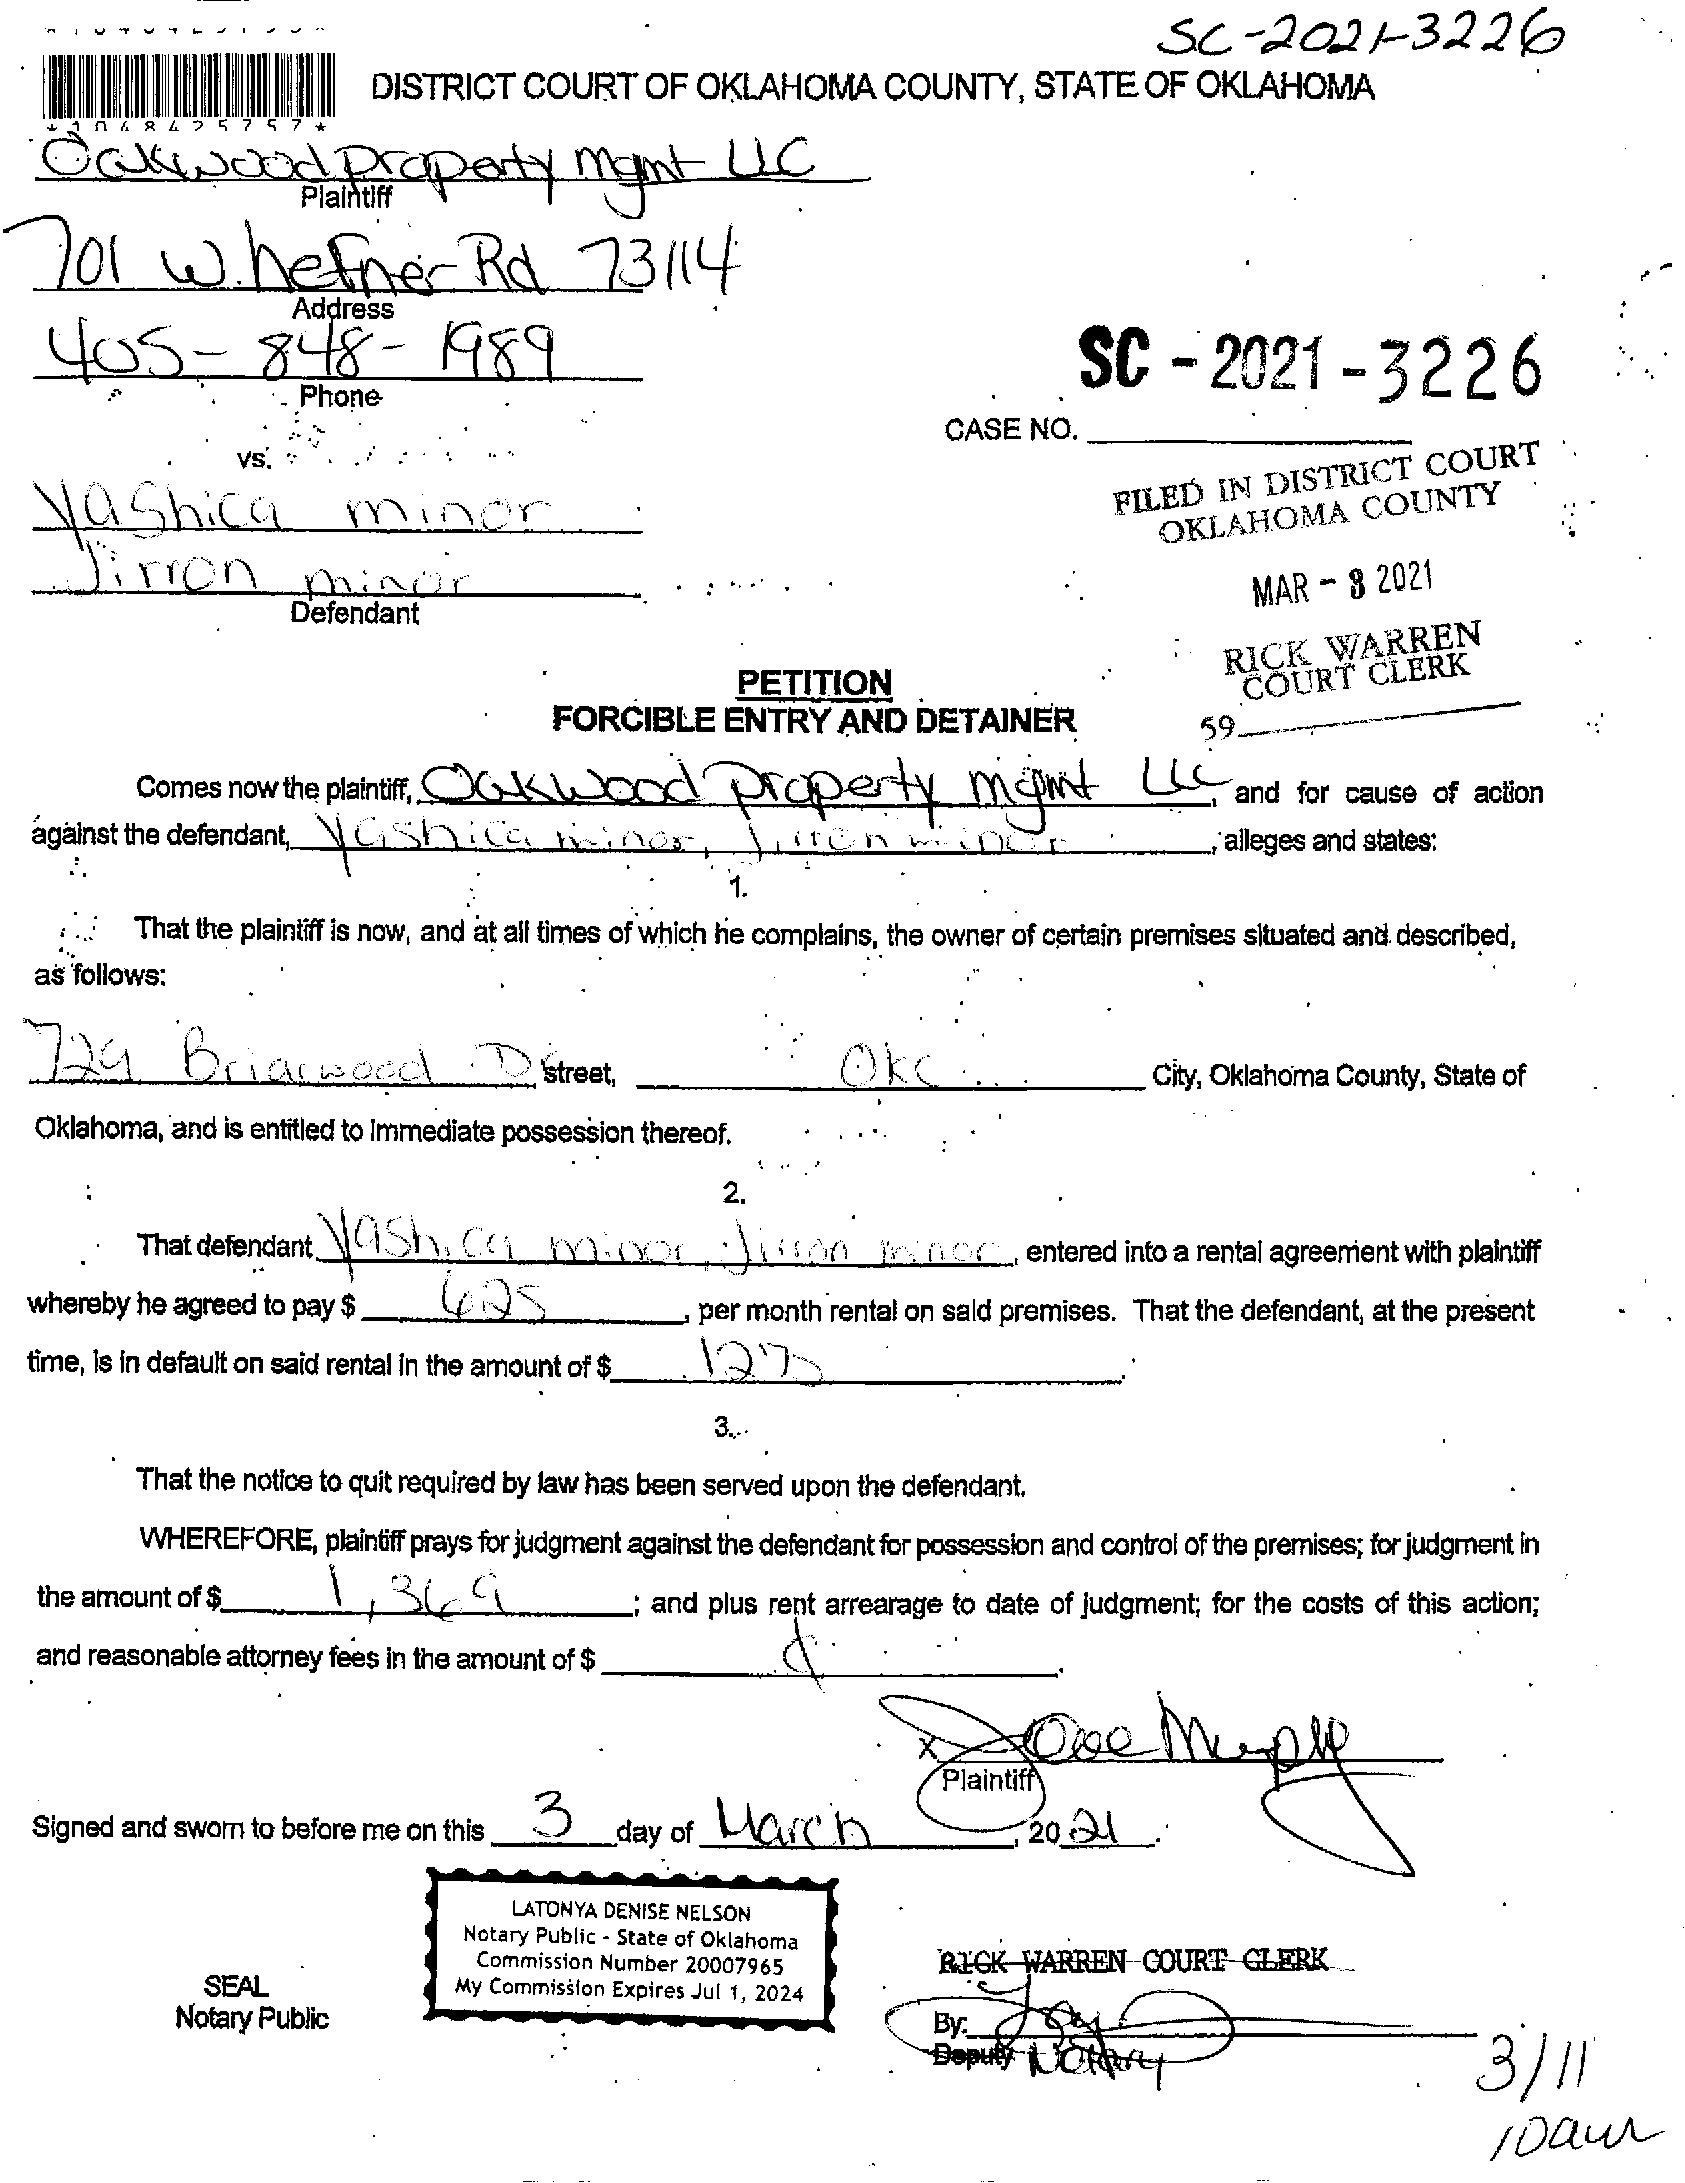 SC-2021-3226
DISTRICT COURT OF OKLAHOMA COUNTY, STATE OF OKLAHOMA
*1048425757*
Oakwood property mgmt LLC
Plaintiff
701 W. hefner Rd 73114
Address
405-848-1989
Phone
SC - 2021 - 3226
CASE NO.
vs.
FILED IN DISTRICT COURT
OKLAHOMA COUNTY
Yashica minor
Jirron minor
Defendant
MAR - 8 2021
RICK WARREN
COURT CLERK
59
PETITION
FORCIBLE ENTRY AND DETAINER
Comes now the plaintiff, Oakwood property mgmt LLC, and for cause of action
against the defendant, Yashica minor, Jirron minor, alleges and states:
1.
That the plaintiff is now, and at all times of which he complains, the owner of certain premises situated and described,
as follows:
729 Briarwood Dr street, OKC City, Oklahoma County, State of
Oklahoma, and is entitled to immediate possession thereof.
2.
That defendant Yashica minor, Jirron minor, entered into a rental agreement with plaintiff
whereby he agreed to pay $ 625, per month rental on said premises. That the defendant, at the present
time, is in default on said rental in the amount of $ 1275.
3.
That the notice to quit required by law has been served upon the defendant.
WHEREFORE, plaintiff prays for judgment against the defendant for possession and control of the premises; for judgment in
the amount of $ 1,369; and plus rent arrearage to date of judgment; for the costs of this action;
and reasonable attorney fees in the amount of $
X
Plaintiff
Signed and sworn to before me on this 3 day of March, 2021.
LATONYA DENISE NELSON
Notary Public - State of Oklahoma
Commission Number 20007965
My Commission Expires Jul 1, 2024
SEAL
Notary Public
RICK WARREN COURT CLERK
By:
Deputy Notary
3/11
10am